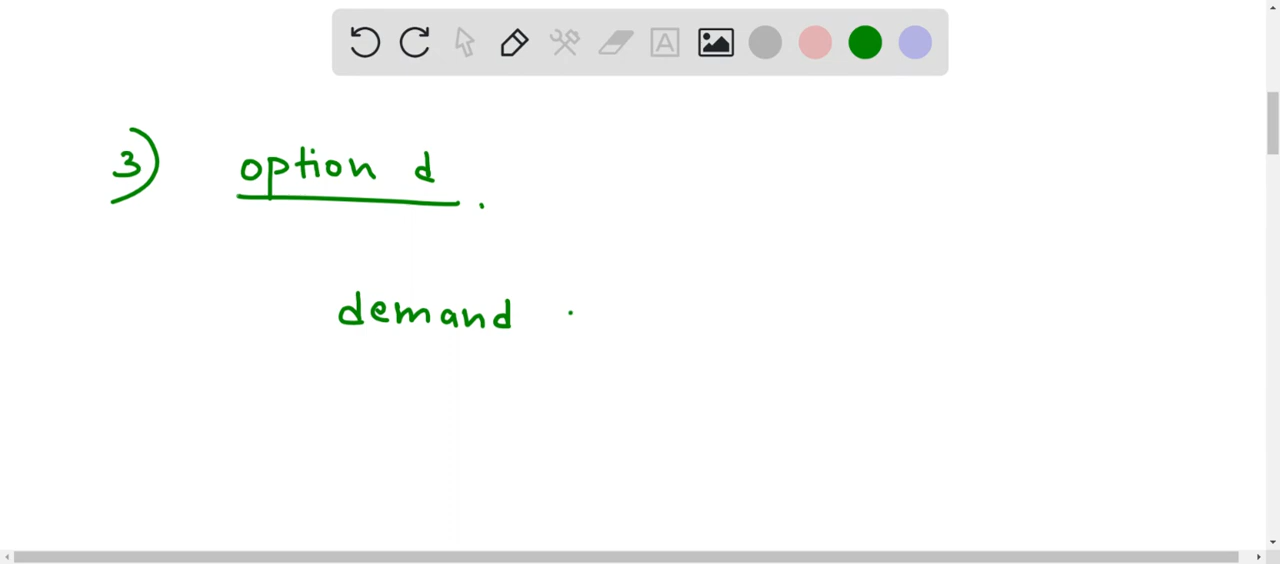 3) option d .
demand .